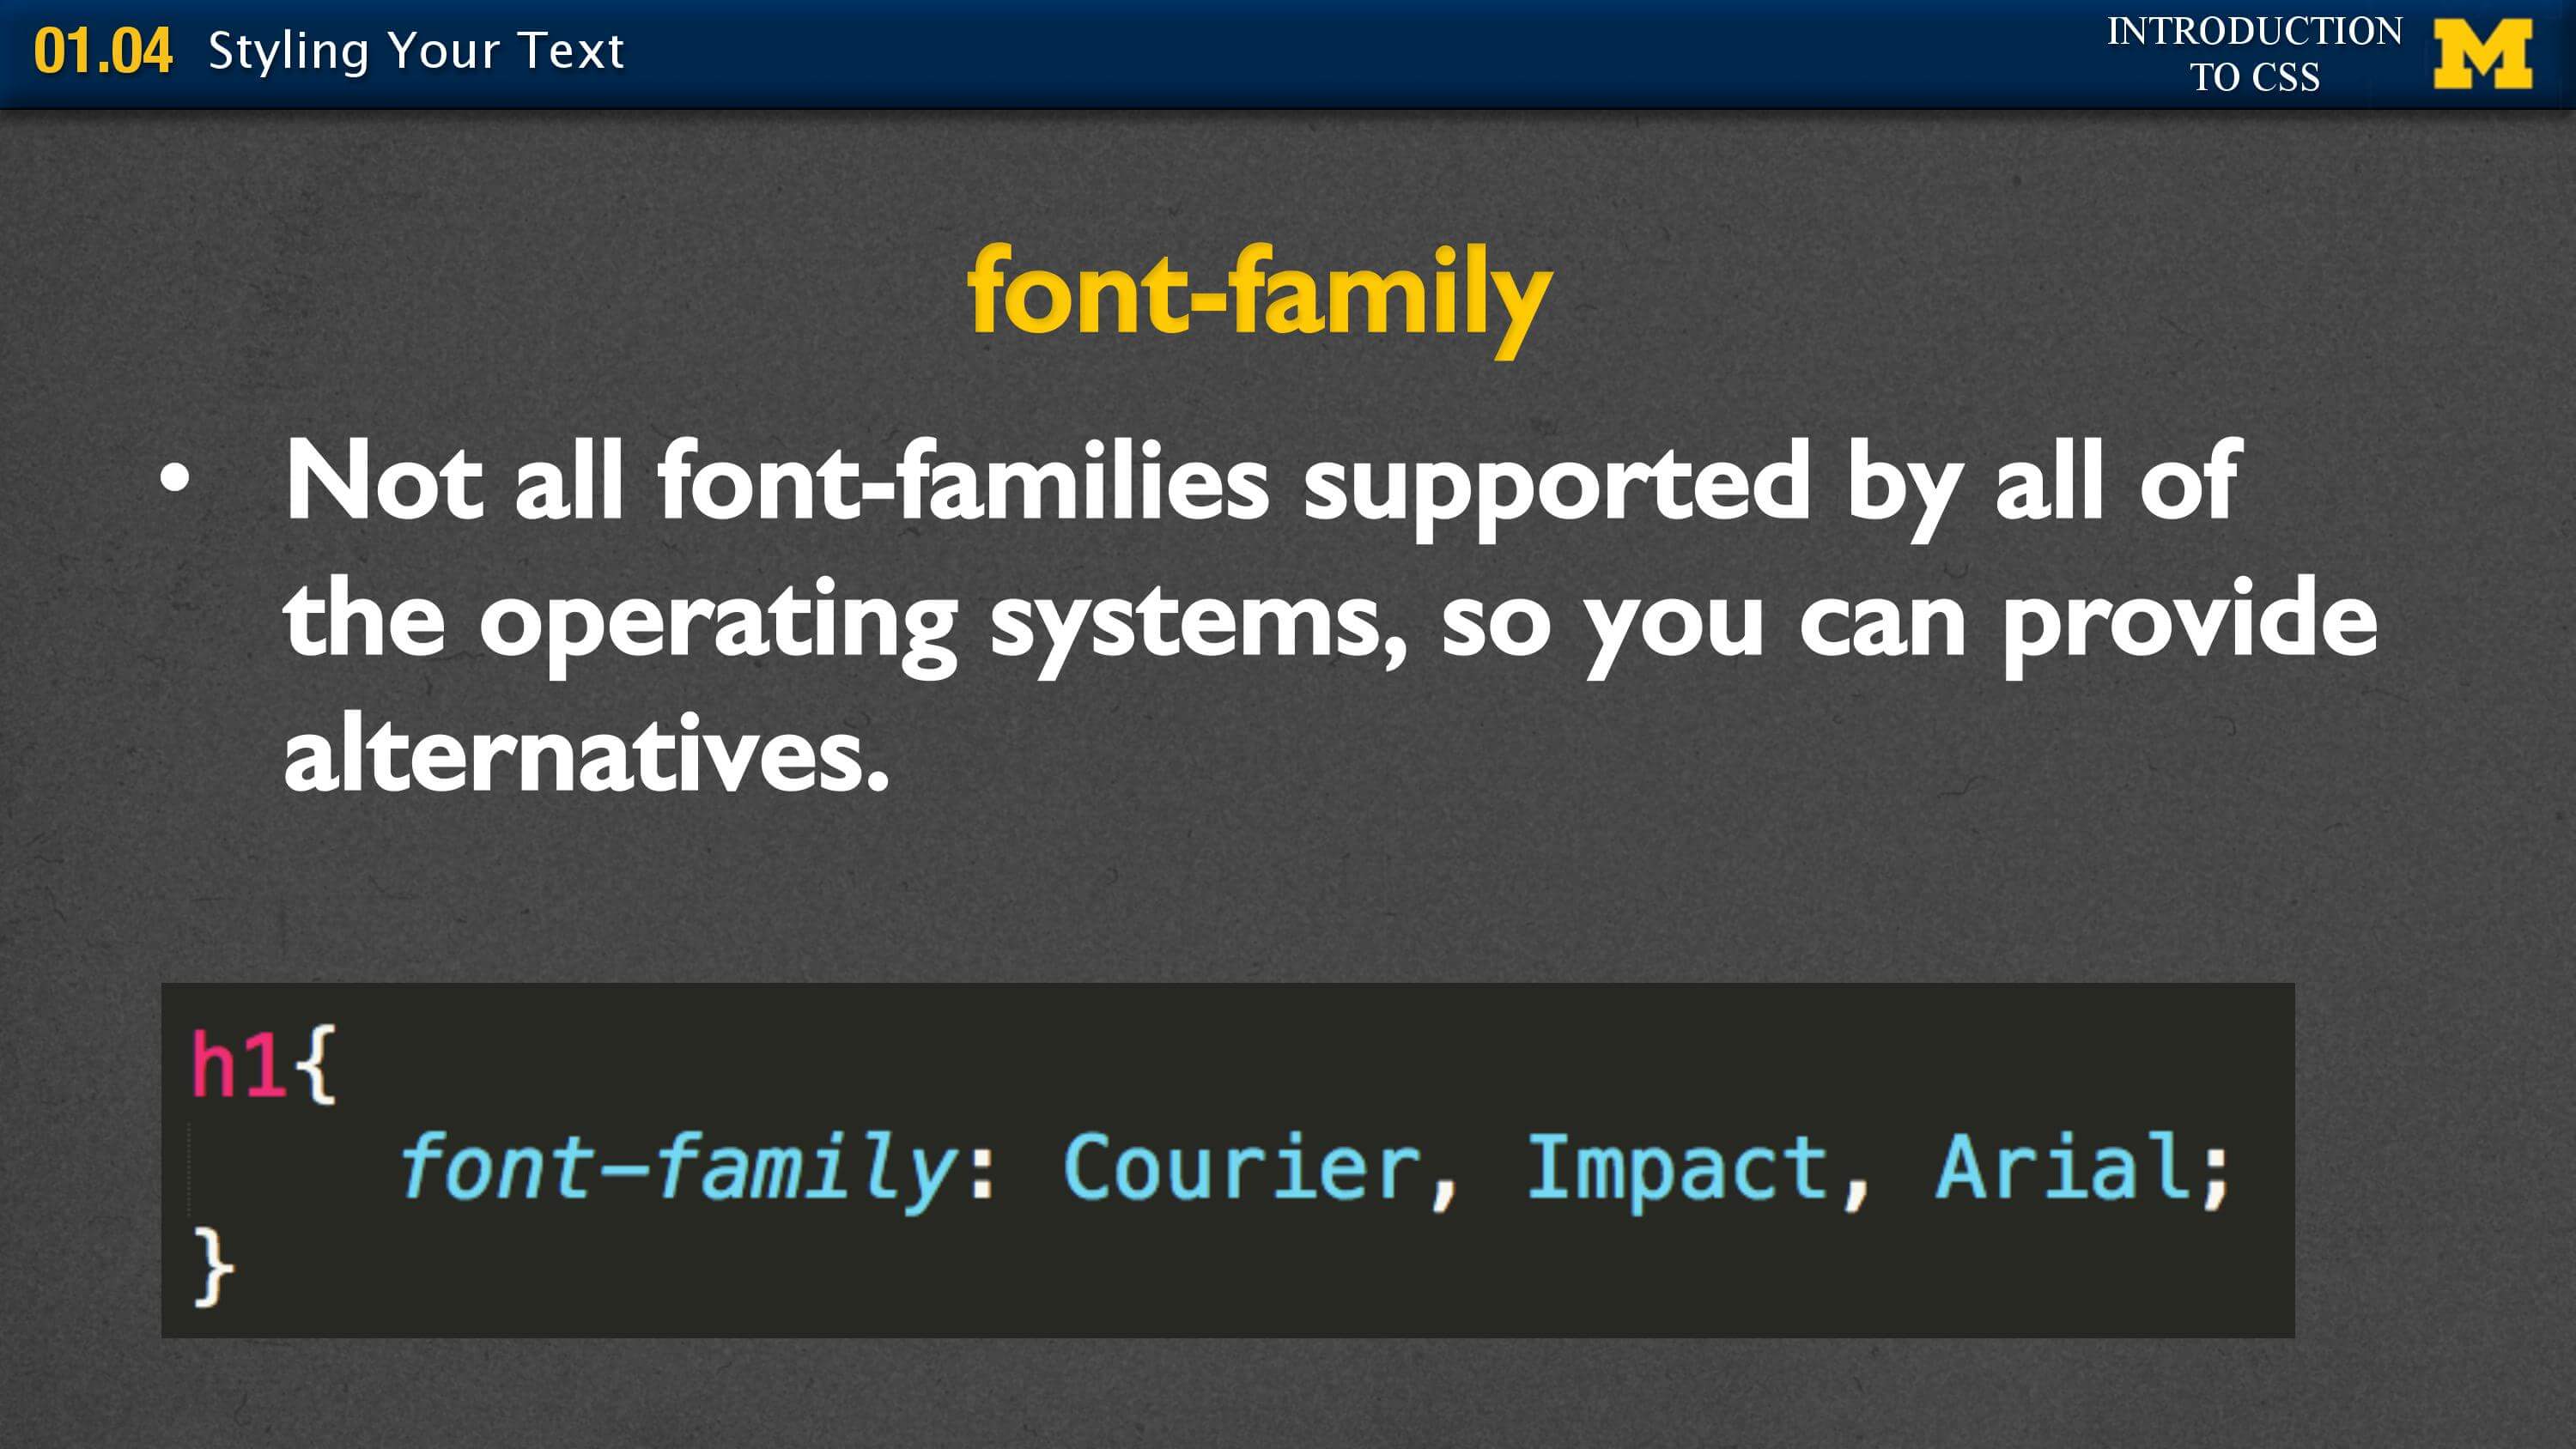 01.04 Styling Your Text
INTRODUCTION
TO CSS
M
font-family
• Not all font-families supported by all of
the operating systems, so you can provide
alternatives.
h1{
    font-family: Courier, Impact, Arial;
}